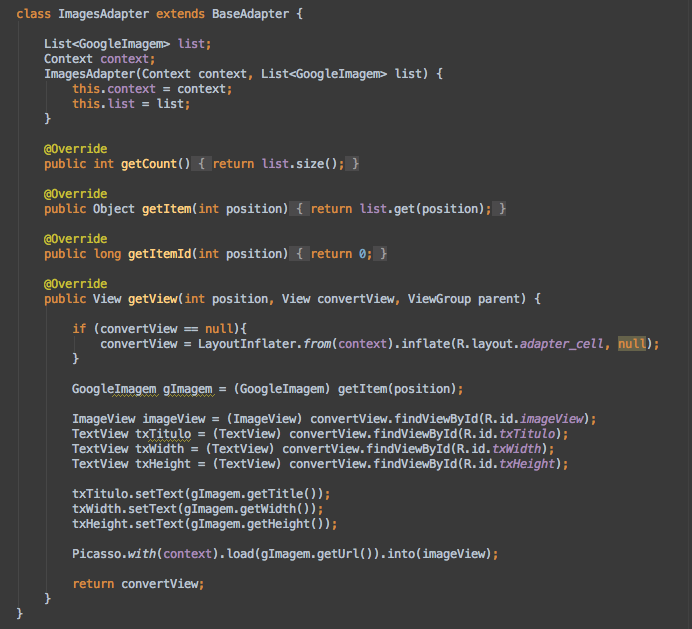 class ImagesAdapter extends BaseAdapter {
List<GoogleImagem> list;
Context context;
ImagesAdapter(Context context, List<GoogleImagem> list) {
this.context = context;
this.list = list;
}
@Override
public int getCount() { return list.size(); }
@Override
public Object getItem(int position) { return list.get(position); }
@Override
public long getItemId(int position) { return 0; }
@Override
public View getView(int position, View convertView, ViewGroup parent) {
if (convertView == null){
convertView = LayoutInflater.from(context).inflate(R.layout.adapter_cell, null);
}
GoogleImagem gImagem = (GoogleImagem) getItem(position);
ImageView imageView = (ImageView) convertView.findViewById(R.id.imageView);
TextView txTitulo = (TextView) convertView.findViewById(R.id.txTitulo);
TextView txWidth = (TextView) convertView.findViewById(R.id.txWidth);
TextView txHeight = (TextView) convertView.findViewById(R.id.txHeight);
txTitulo.setText(gImagem.getTitle());
txWidth.setText(gImagem.getWidth());
txHeight.setText(gImagem.getHeight());
Picasso.with(context).load(gImagem.getUrl()).into(imageView);
return convertView;
}
}